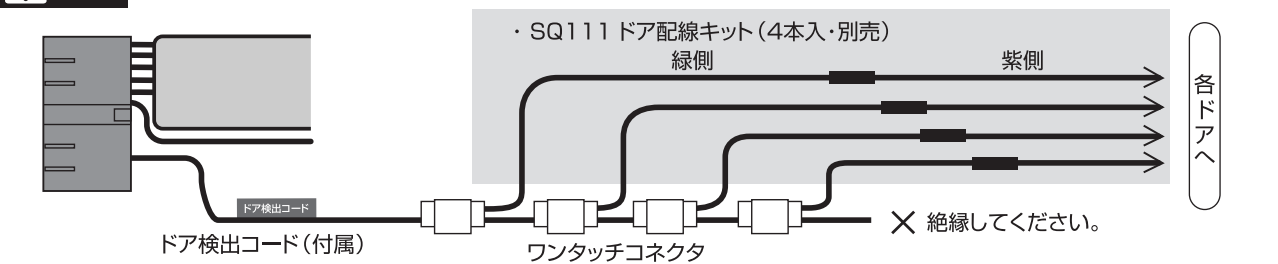 ・SQ111 ドア配線キット（4本入・別売）
緑側
紫側
各ドアへ
ドア検出コード
ドア検出コード（付属）
ワンタッチコネクタ
× 絶縁してください。